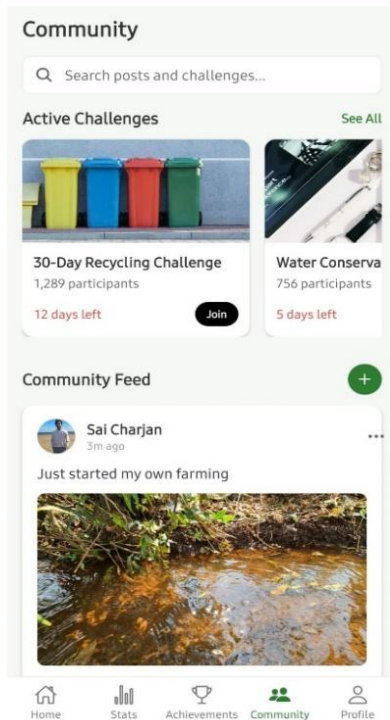 Community
Search posts and challenges...
Active Challenges
See All
30-Day Recycling Challenge
1,289 participants
12 days left
Join
Water Conserva
756 participants
5 days left
Community Feed
+
Sai Charjan
3m ago
Just started my own farming
Home
Stats
Achievements
Community
Profile